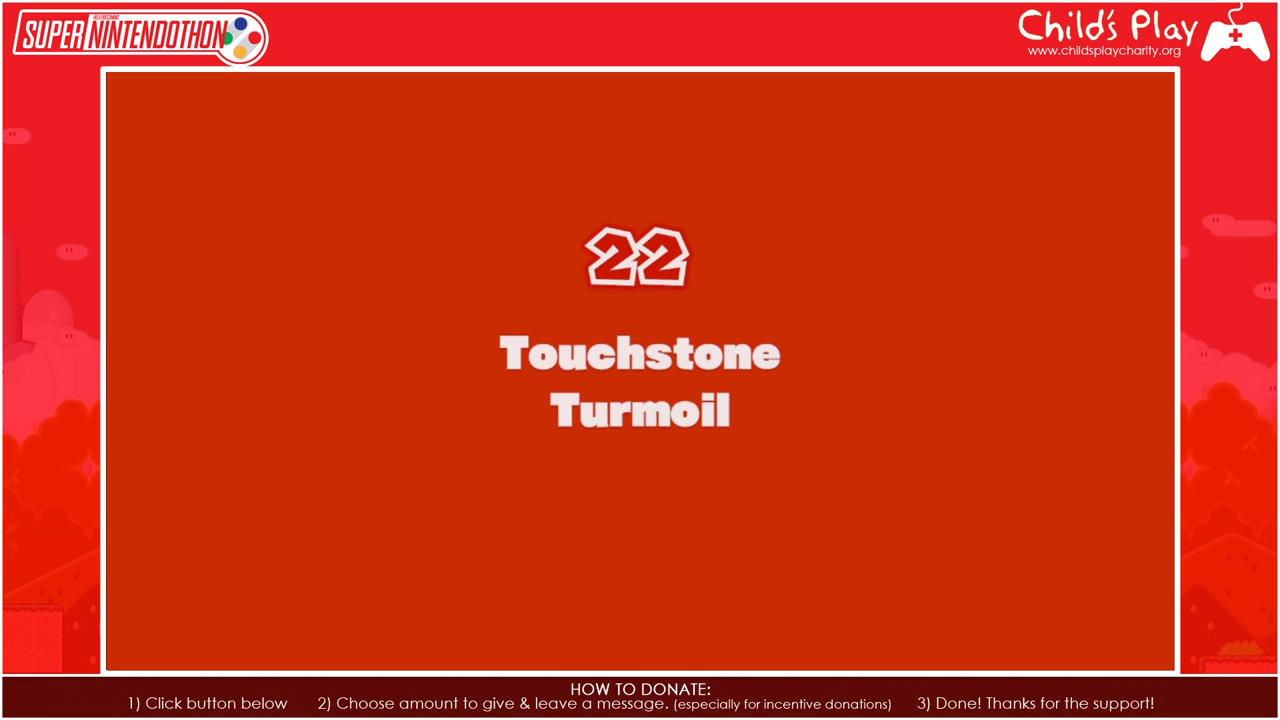 SUPER NINTENDOTHON
Child's Play
www.childsplaycharity.org
22
Touchstone
Turmoil
HOW TO DONATE:
1) Click button below 2) Choose amount to give & leave a message. (especially for incentive donations) 3) Done! Thanks for the support!